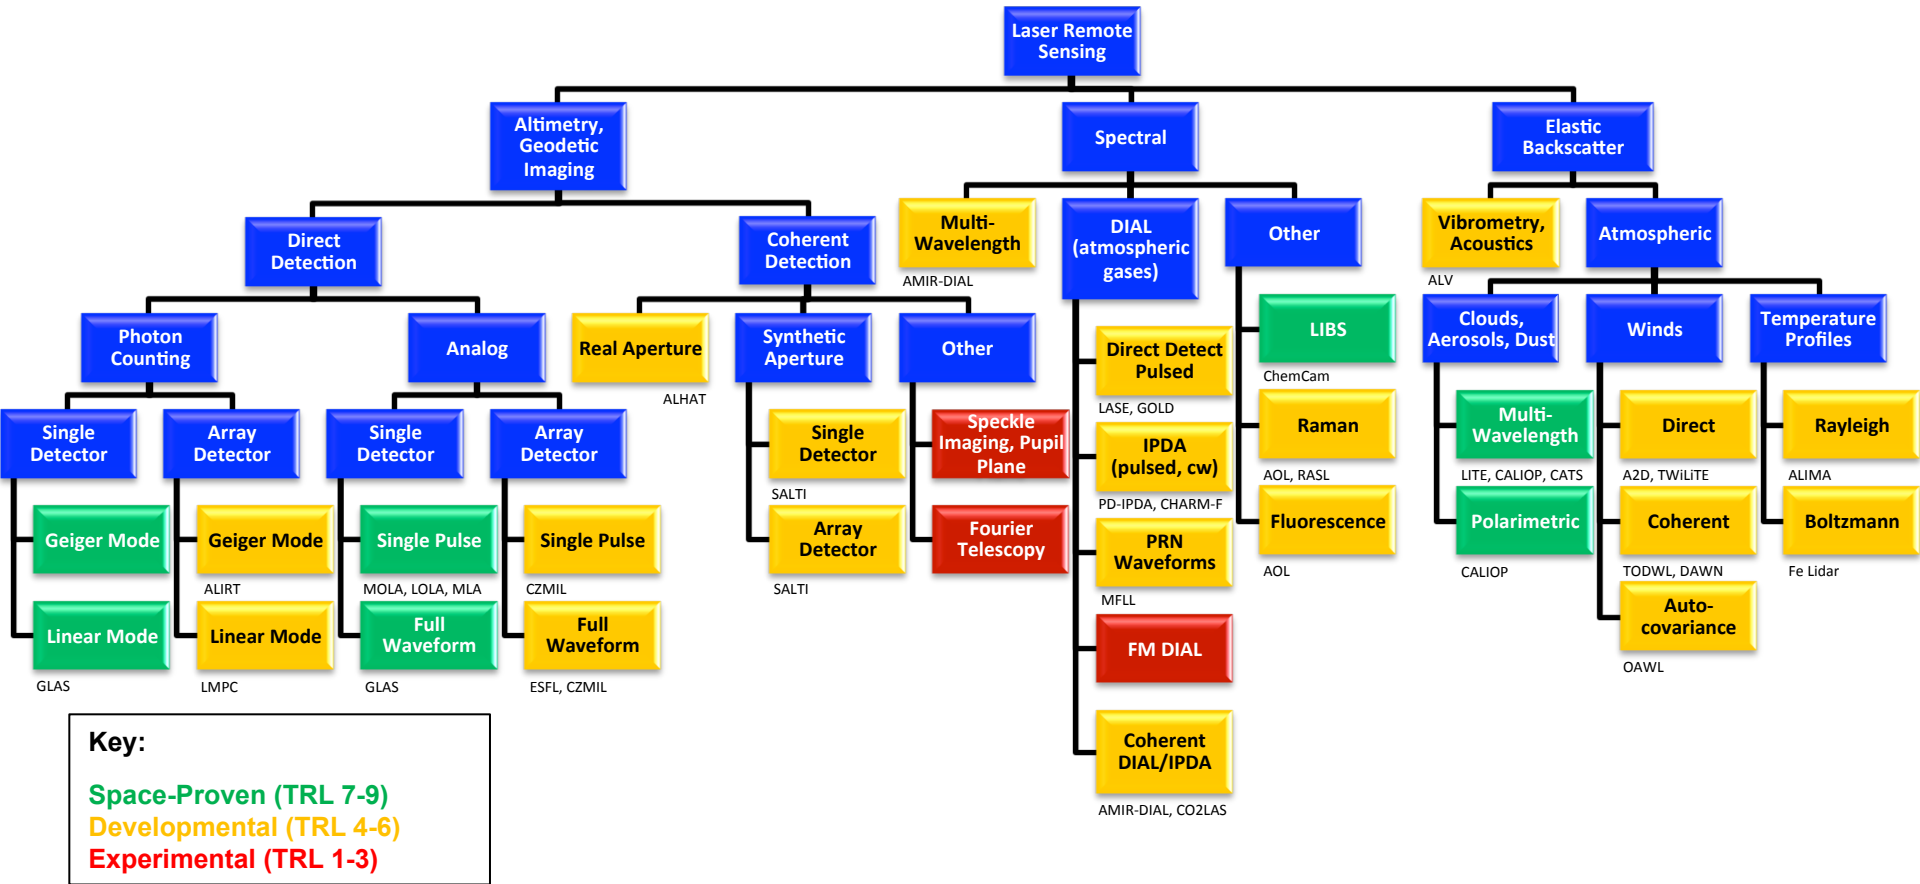 Laser Remote
Sensing
Altimetry,
Geodetic
Imaging
Spectral
Elastic
Backscatter
Direct
Detection
Coherent
Detection
Multi-
Wavelength
AMIR-DIAL
DIAL
(atmospheric
gases)
Other
Vibrometry,
Acoustics
ALV
Atmospheric
Photon
Counting
Analog
Real Aperture
ALHAT
Synthetic
Aperture
Other
Direct Detect
Pulsed
LASE, GOLD
LIBS
ChemCam
Clouds,
Aerosols, Dust
Winds
Temperature
Profiles
Single
Detector
Array
Detector
Single
Detector
Array
Detector
Single
Detector
SALTI
Speckle
Imaging, Pupil
Plane
IPDA
(pulsed, cw)
PD-IPDA, CHARM-F
Raman
AOL, RASL
Multi-
Wavelength
LITE, CALIOP, CATS
Direct
A2D, TWiLiTE
Rayleigh
ALIMA
Geiger Mode
Geiger Mode
ALIRT
Single Pulse
MOLA, LOLA, MLA
Single Pulse
CZMIL
Array
Detector
SALTI
Fourier
Telescopy
PRN
Waveforms
MFLL
Fluorescence
AOL
Polarimetric
CALIOP
Coherent
TODWL, DAWN
Boltzmann
Fe Lidar
Linear Mode
GLAS
Linear Mode
LMPC
Full
Waveform
GLAS
Full
Waveform
ESFL, CZMIL
FM DIAL
Auto-
covariance
OAWL
Coherent
DIAL/IPDA
AMIR-DIAL, CO2LAS
Key:
Space-Proven (TRL 7-9)
Developmental (TRL 4-6)
Experimental (TRL 1-3)